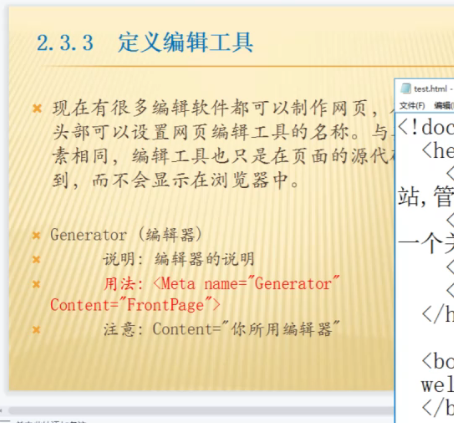 2.3.3 定义编辑工具
现在有很多编辑软件都可以制作网页，
头部可以设置网页编辑工具的名称。与
素相同，编辑工具也只是在页面的源代
到，而不会显示在浏览器中。
Generator (编辑器)
说明：编辑器的说明
用法：<Meta name="Generator"
Content="FrontPage">
注意：Content="你所用编辑器"
test.html -
文件(F) 编辑
<!doc
<he
<
站,管
<
一个关
<
<
</h
<bo
wel
</b